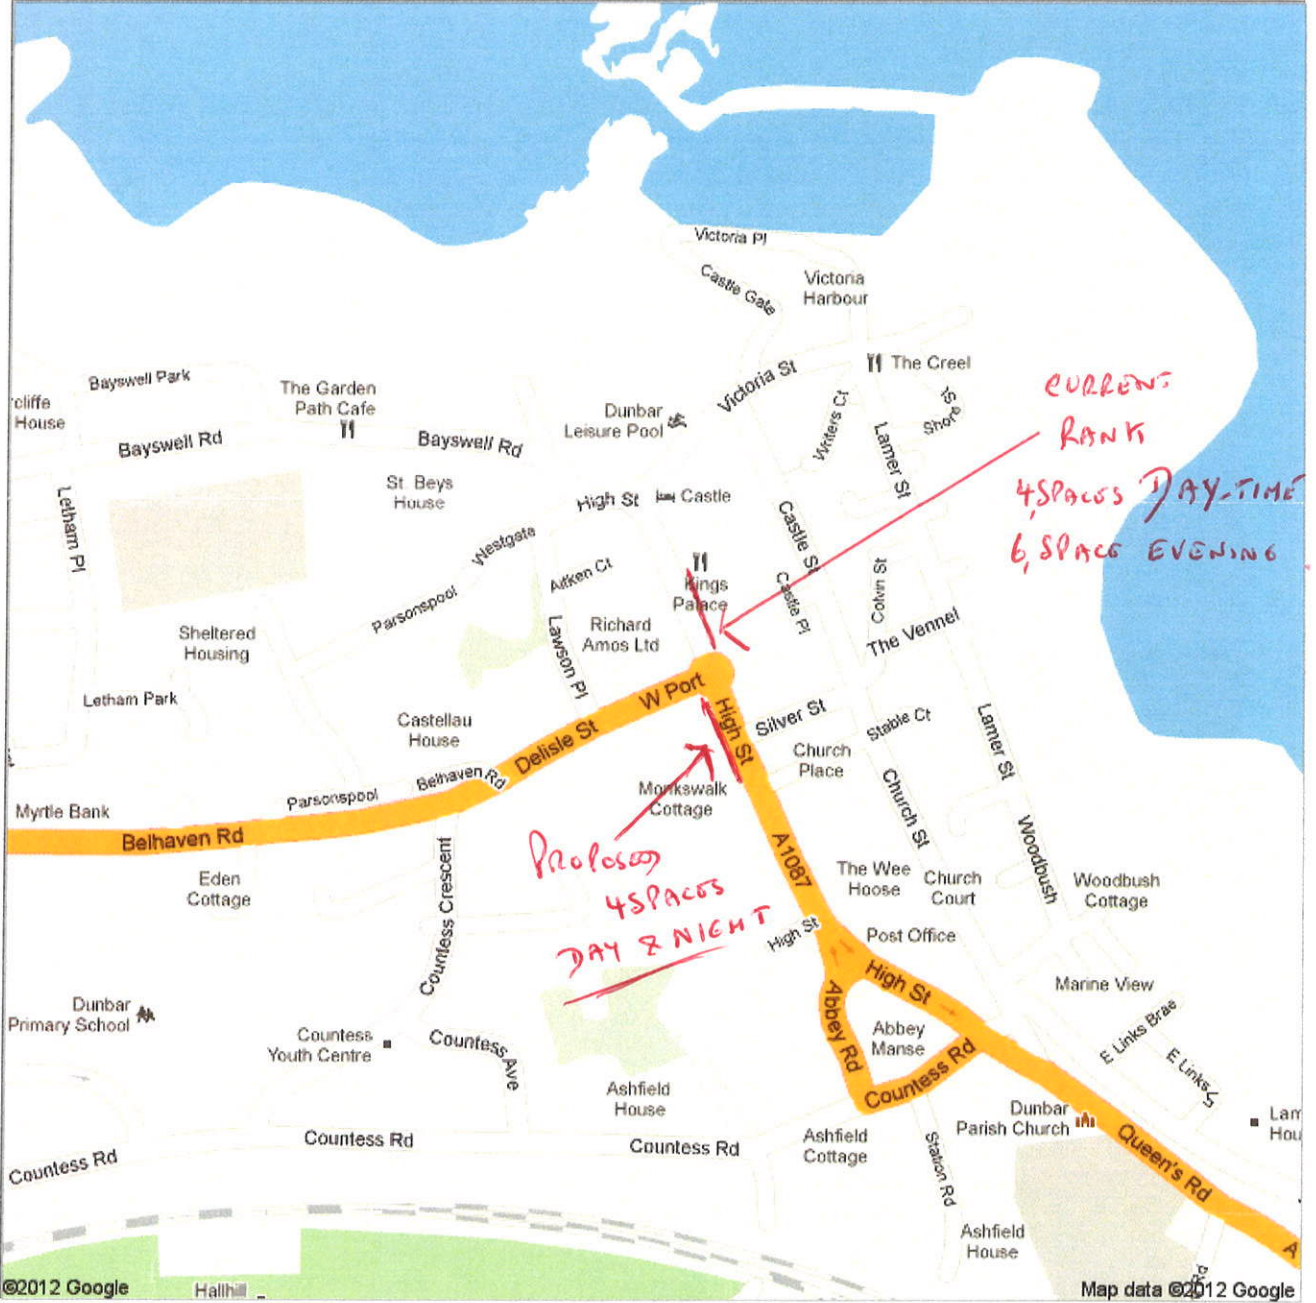 Victoria Pl
Castle Gate
Victoria
Harbour
The Creel
Victoria St
Writers Ct
Shore St
Lamer St
CURRENT
RANK
4 SPACES DAY-TIME
6 SPACE EVENING
Bayswell Park
The Garden
Path Cafe
cliffe
House
Bayswell Rd
Bayswell Rd
Dunbar
Leisure Pool
St. Beys
House
High St
Castle
Letham Pl
Westgate
Castle St
Aitken Ct
Kings
Palace
Castle Pl
Colvin St
Parsonspool
Richard
Amos Ltd
The Vennel
Sheltered
Housing
Lawson Pl
Letham Park
W Port
High St
Silver St
Stable Ct
Lamer St
Castellau
House
Delisle St
Church
Place
Belhaven Rd
Parsonspool
Monkswalk
Cottage
Church St
Myrtle Bank
Belhaven Rd
PROPOSED
4 SPACES
DAY & NIGHT
A1087
Woodbush
Eden
Cottage
Countess Crescent
The Wee
Hoose
Church
Court
Woodbush
Cottage
High St
Post Office
High St
Marine View
Abbey Rd
Abbey
Manse
E Links Brae
E Links
Dunbar
Primary School
Countess
Youth Centre
Countess Ave
Countess Rd
Ashfield
House
Dunbar
Parish Church
Lam
Hou
Countess Rd
Countess Rd
Countess Rd
Ashfield
Cottage
Station Rd
Queen's Rd
Ashfield
House
A
Rd
©2012 Google
Hallhill
Map data ©2012 Google